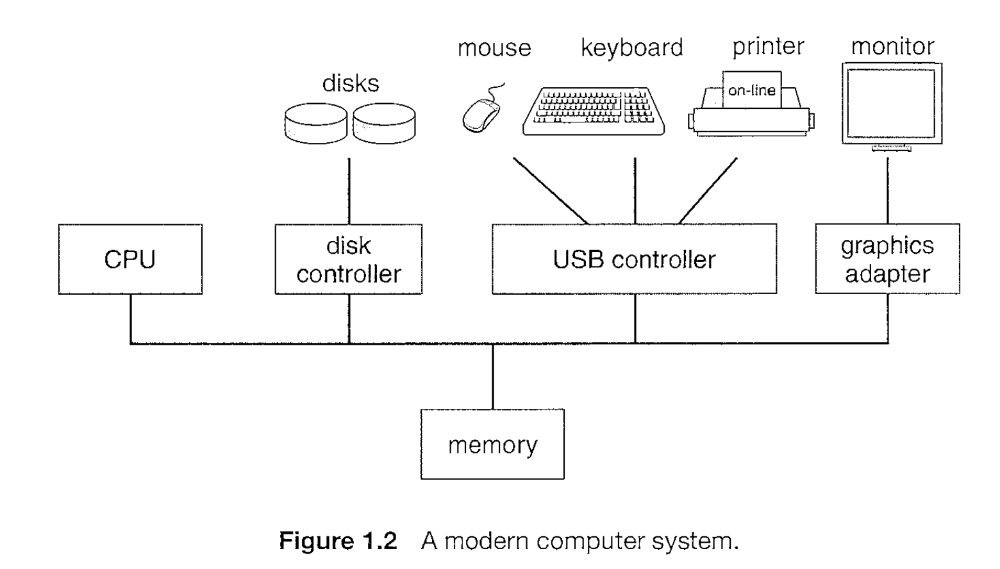 mouse
keyboard
printer
monitor
disks
on-line
CPU
disk
controller
USB controller
graphics
adapter
memory
Figure 1.2 A modern computer system.